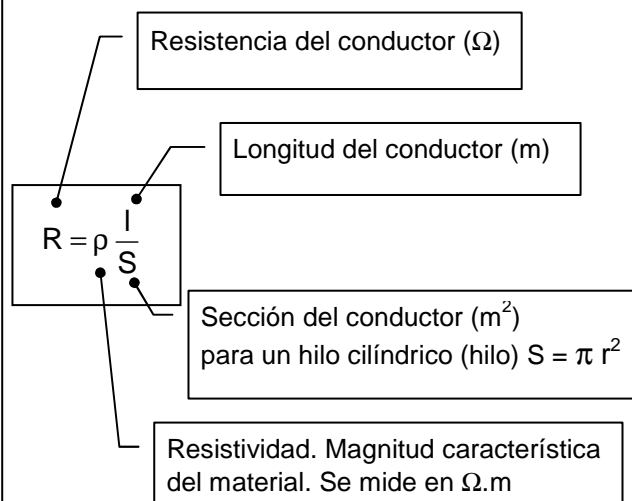 Resistencia del conductor (Ω)
Longitud del conductor (m)
R = ρ l/S
Sección del conductor (m²)
para un hilo cilíndrico (hilo) S = π r²
Resistividad. Magnitud característica
del material. Se mide en Ω.m